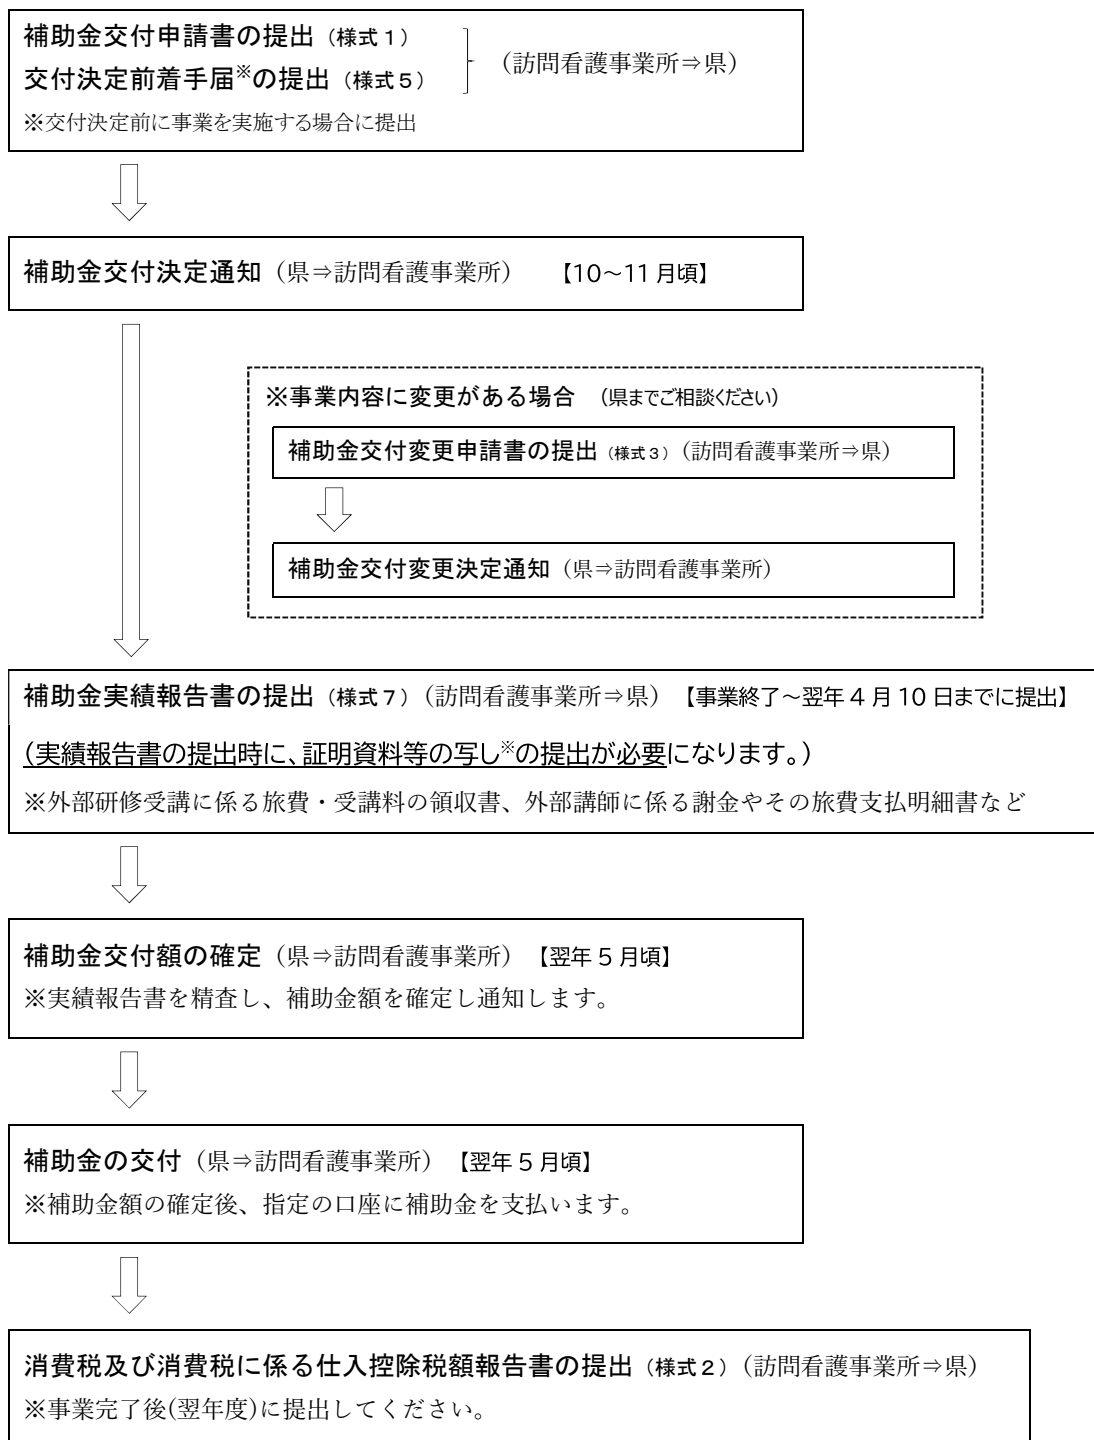 補助金交付申請書の提出（様式１）
交付決定前着手届※の提出（様式５）
（訪問看護事業所⇒県）
※交付決定前に事業を実施する場合に提出
補助金交付決定通知（県⇒訪問看護事業所）　【10～11 月頃】
※事業内容に変更がある場合　（県までご相談ください）
補助金交付変更申請書の提出（様式３）（訪問看護事業所⇒県）
補助金交付変更決定通知（県⇒訪問看護事業所）
補助金実績報告書の提出（様式７）（訪問看護事業所⇒県）【事業終了～翌年 4 月 10 日までに提出】
（実績報告書の提出時に、証明資料等の写し※の提出が必要になります。）
※外部研修受講に係る旅費・受講料の領収書、外部講師に係る謝金やその旅費支払明細書など
補助金交付額の確定（県⇒訪問看護事業所）【翌年 5 月頃】
※実績報告書を精査し、補助金額を確定し通知します。
補助金の交付（県⇒訪問看護事業所）【翌年 5 月頃】
※補助金額の確定後、指定の口座に補助金を支払います。
消費税及び消費税に係る仕入控除税額報告書の提出（様式２）（訪問看護事業所⇒県）
※事業完了後(翌年度)に提出してください。